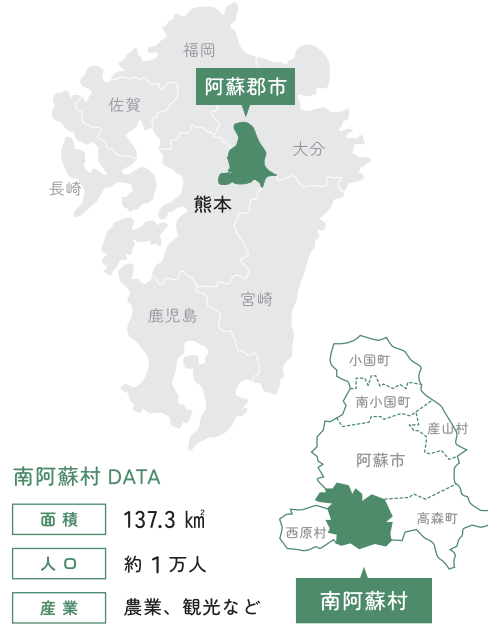 福岡
阿蘇郡市
佐賀
大分
長崎
熊本
宮崎
鹿児島
小国町
南小国町
産山村
阿蘇市
高森町
西原村
南阿蘇村
南阿蘇村 DATA
面積 137.3 ㎢
人口 約1万人
産業 農業、観光など